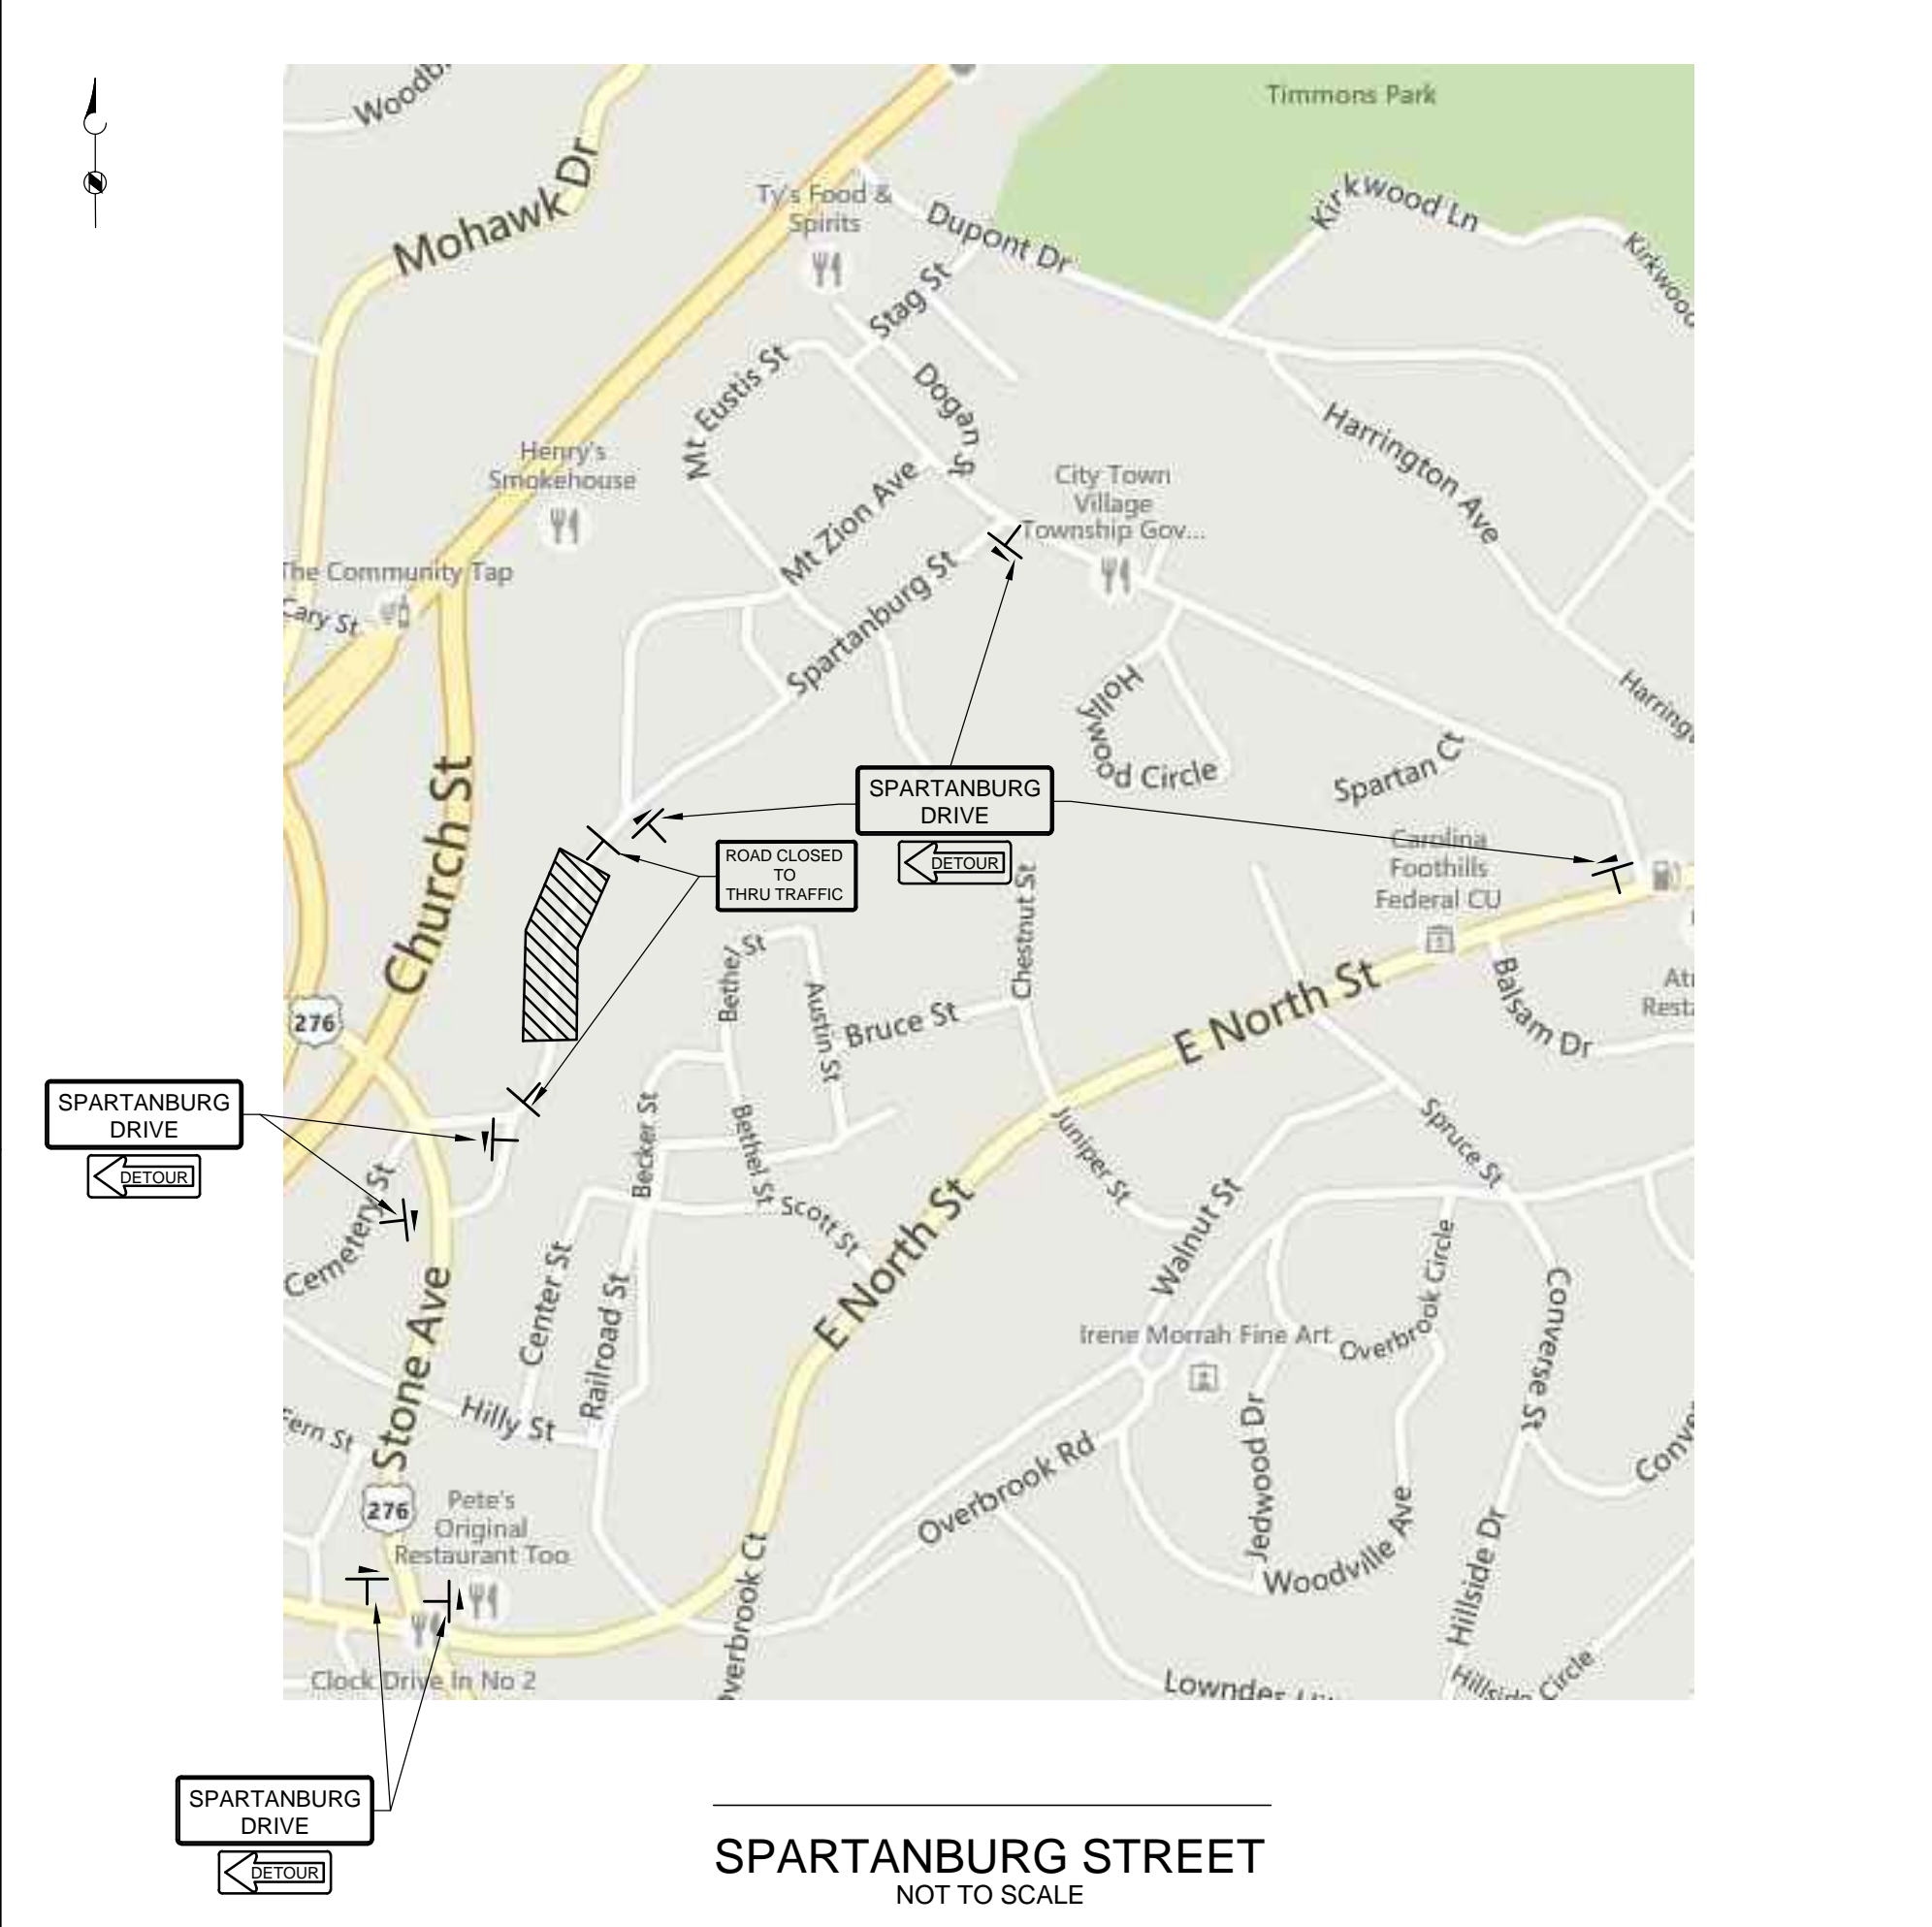 Woodb
Timmons Park
Mohawk Dr
Ty's Food &
Spirits
Dupont Dr
Kirkwood Ln
Kirkwood
Stag St
Mt Eustis St
Dogan St
Harrington Ave
Henry's
Smokehouse
Mt Zion Ave
City Town
Village
Township Gov...
The Community Tap
Cary St
Spartanburg St
Hollywood Circle
Harring
Spartan Ct
Church St
SPARTANBURG
DRIVE
DETOUR
ROAD CLOSED
TO
THRU TRAFFIC
Carolina
Foothills
Federal CU
Chestnut St
Bethel St
Austin St
Bruce St
E North St
Balsam Dr
276
SPARTANBURG
DRIVE
DETOUR
Becker St
Bethel St
Juniper St
Spruce St
Cemetery St
Scott St
Walnut St
E North St
Center St
Railroad St
Stone Ave
Irene Morrah Fine Art
Overbrook Circle
Converse St
Hilly St
Fern St
Overbrook Rd
Jedwood Dr
Conve
276
Pete's
Original
Restaurant Too
Woodville Ave
Hillside Dr
Overbrook Ct
Clock Drive In No 2
Hillside Circle
SPARTANBURG
DRIVE
DETOUR
SPARTANBURG STREET
NOT TO SCALE